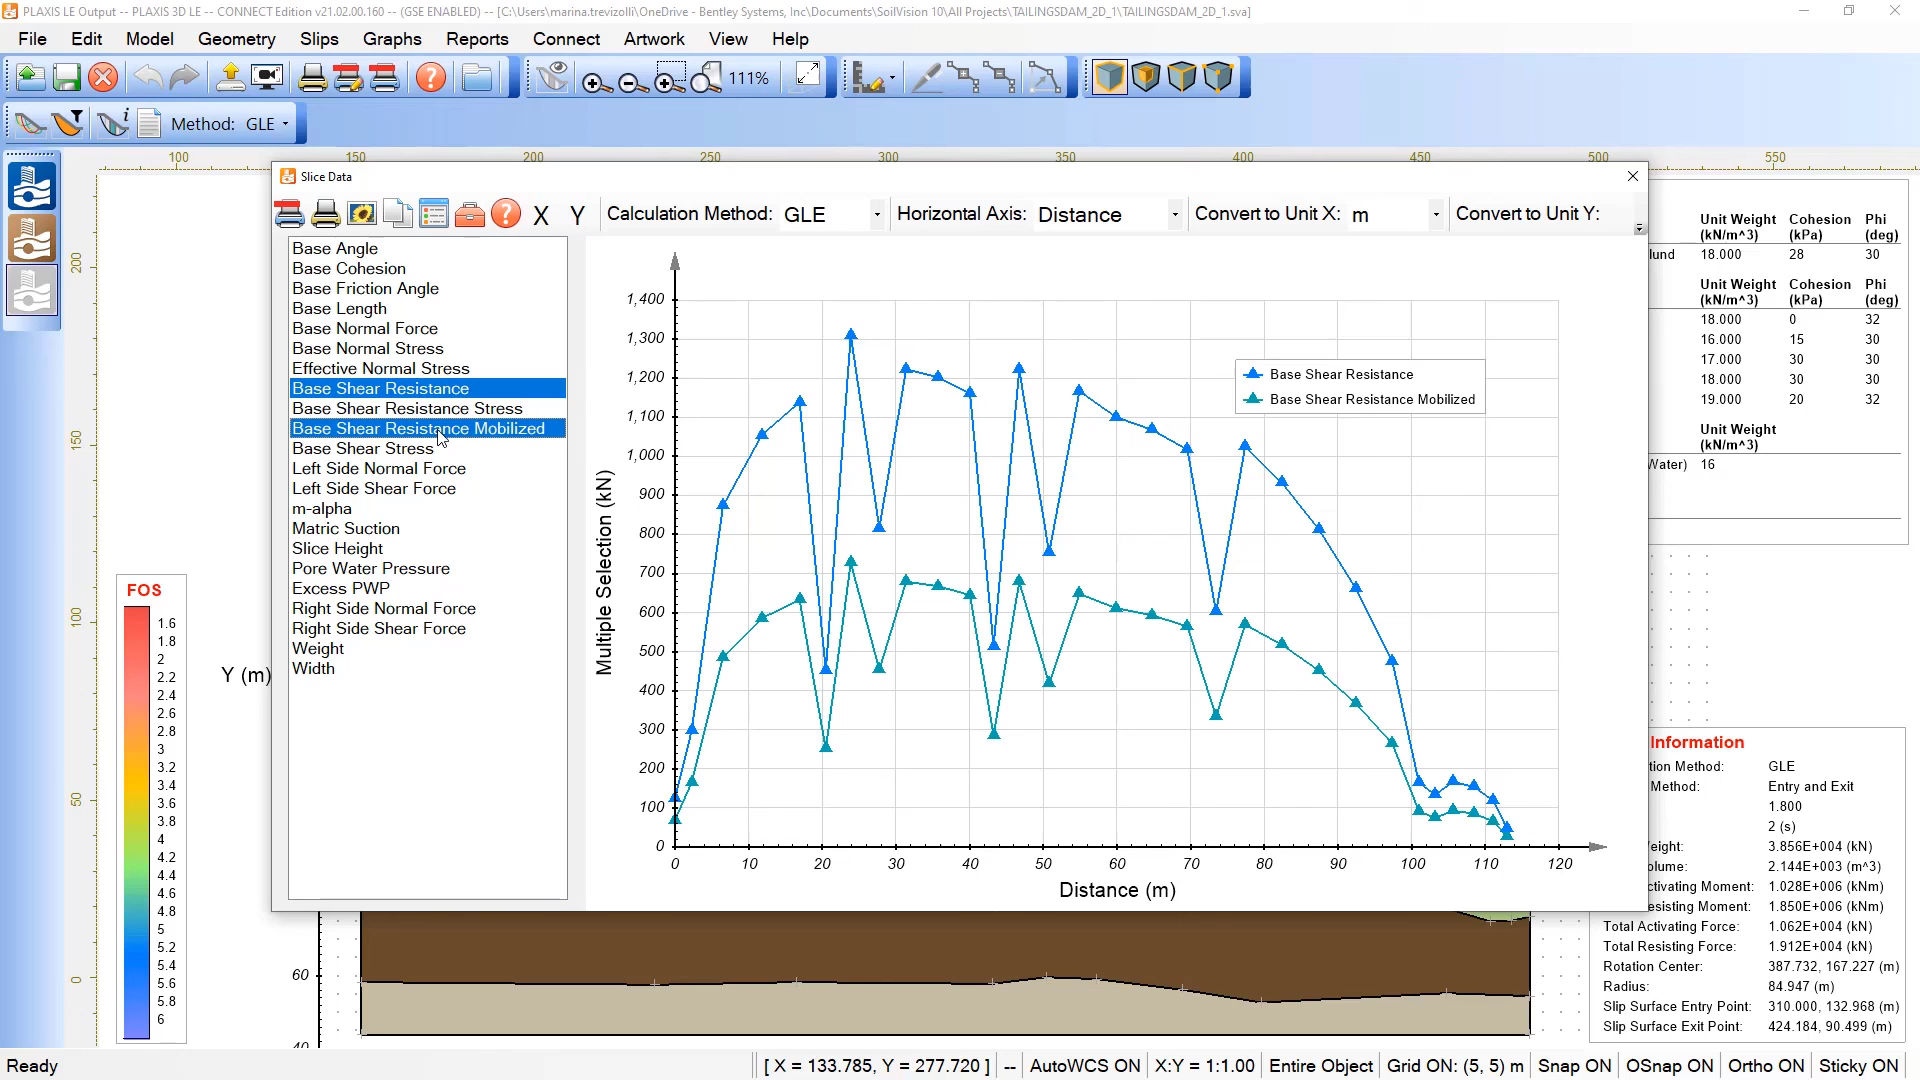 PLAXIS LE Output -- PLAXIS 3D LE -- CONNECT Edition v21.02.00.160 -- (GSE ENABLED) -- [C:\Users\marina.trevizolli\OneDrive - Bentley Systems, Inc\Documents\SoilVision 10\All Projects\TAILINGSDAM_2D_1\TAILINGSDAM_2D_1.sva]
File Edit Model Geometry Slips Graphs Reports Connect Artwork View Help
111%
Method: GLE
100 150 200 250 300 350 400 450 500 550
Slice Data
X Y Calculation Method: GLE Horizontal Axis: Distance Convert to Unit X: m Convert to Unit Y:
Base Angle
Base Cohesion
Base Friction Angle
Base Length
Base Normal Force
Base Normal Stress
Effective Normal Stress
Base Shear Resistance
Base Shear Resistance Stress
Base Shear Resistance Mobilized
Base Shear Stress
Left Side Normal Force
Left Side Shear Force
m-alpha
Matric Suction
Slice Height
Pore Water Pressure
Excess PWP
Right Side Normal Force
Right Side Shear Force
Weight
Width
1,400
1,300
1,200
1,100
1,000
900
800
700
600
500
400
300
200
100
0
Multiple Selection (kN)
Base Shear Resistance
Base Shear Resistance Mobilized
0 10 20 30 40 50 60 70 80 90 100 110 120
Distance (m)
Unit Weight Cohesion Phi
(kN/m^3) (kPa) (deg)
lund 18.000 28 30
Unit Weight Cohesion Phi
(kN/m^3) (kPa) (deg)
18.000 0 32
16.000 15 30
17.000 30 30
18.000 30 30
19.000 20 32
Unit Weight
(kN/m^3)
Water) 16
200
150
100
50
0
FOS
1.6
1.8
2
2.2
2.4
2.6
2.8
3
3.2
3.4
3.6
3.8
4
4.2
4.4
4.6
4.8
5
5.2
5.4
5.6
5.8
6
Y (m)
60
40
Information
tion Method: GLE
Method: Entry and Exit
1.800
2 (s)
eight: 3.856E+004 (kN)
olume: 2.144E+003 (m^3)
ctivating Moment: 1.028E+006 (kNm)
esisting Moment: 1.850E+006 (kNm)
Total Activating Force: 1.062E+004 (kN)
Total Resisting Force: 1.912E+004 (kN)
Rotation Center: 387.732, 167.227 (m)
Radius: 84.947 (m)
Slip Surface Entry Point: 310.000, 132.968 (m)
Slip Surface Exit Point: 424.184, 90.499 (m)
Ready [ X = 133.785, Y = 277.720 ] -- AutoWCS ON X:Y = 1:1.00 Entire Object Grid ON: (5, 5) m Snap ON OSnap ON Ortho ON Sticky ON